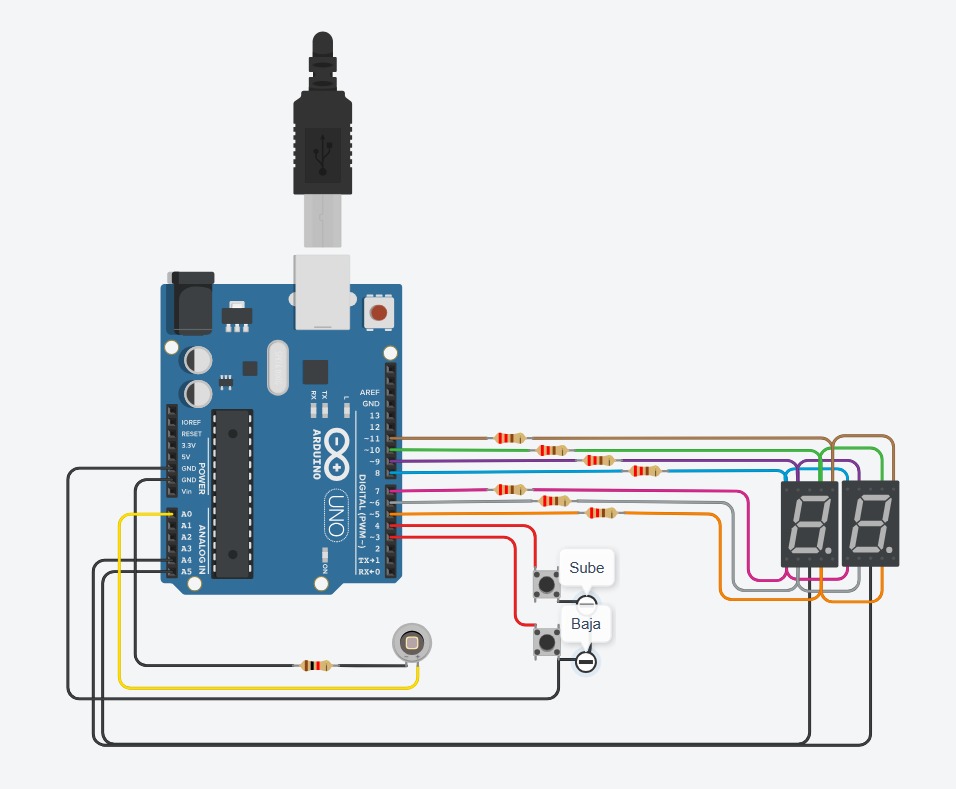 AREF
GND
13
12
~11
~10
~9
8
7
~6
~5
4
~3
2
TX→1
RX←0
RX
TX
L
IOREF
RESET
3.3V
5V
GND
GND
Vin
A0
A1
A2
A3
A4
A5
POWER
ANALOG IN
ARDUINO
UNO
DIGITAL (PWM~)
ON
Sube
Baja